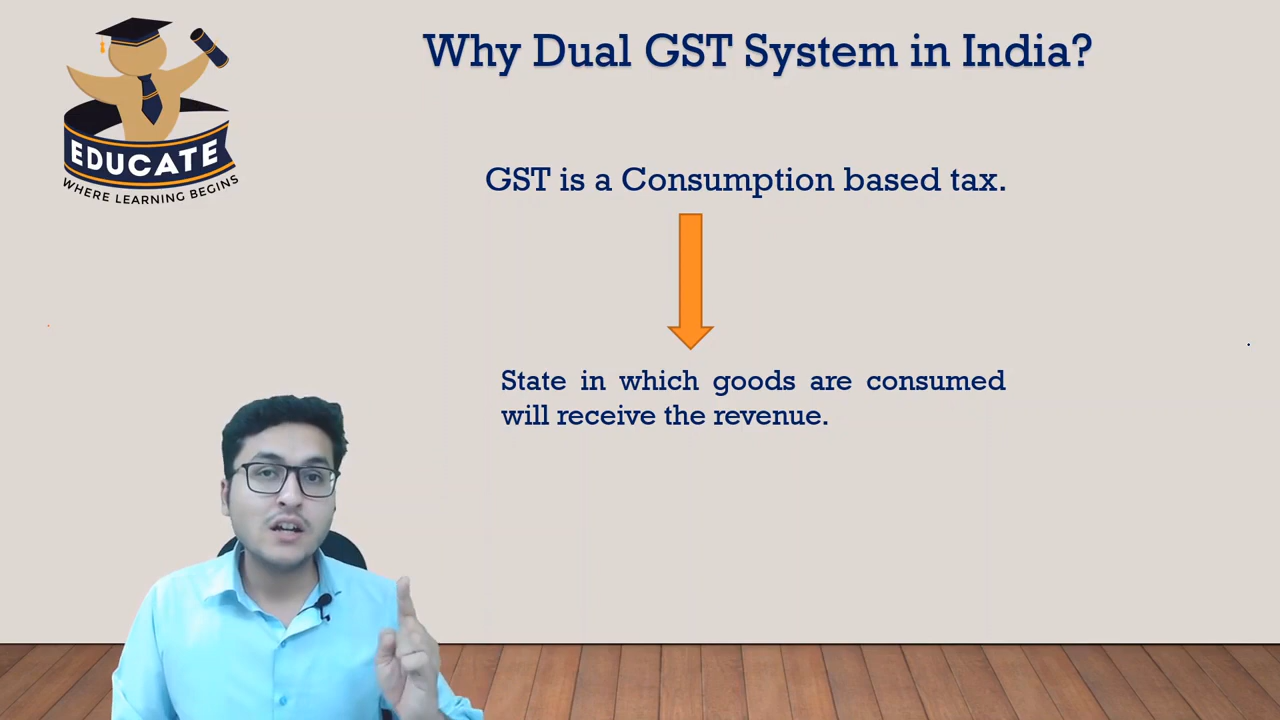 Why Dual GST System in India?
EDUCATE
WHERE LEARNING BEGINS
GST is a Consumption based tax.
State in which goods are consumed
will receive the revenue.